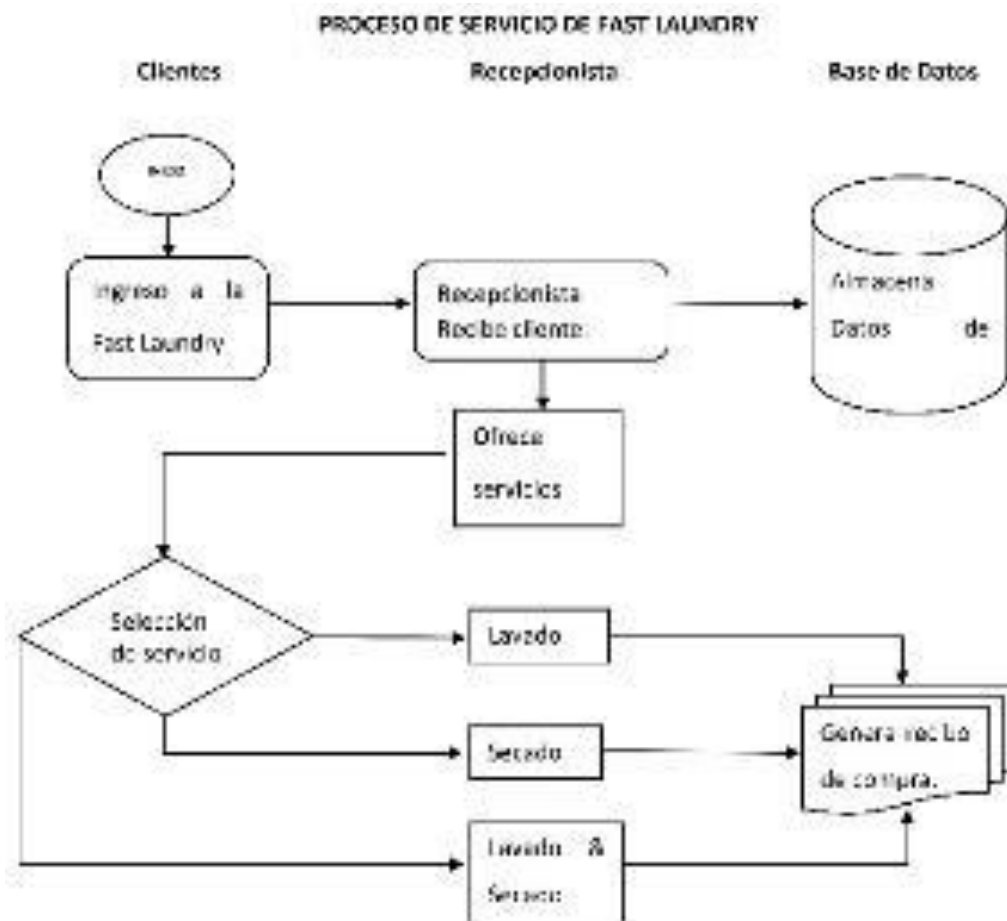 PROCESO DE SERVICIO DE FAST LAUNDRY
Clientes
Recepcionista
Base de Datos
Ingreso a la
Fast Laundry
Recepcionista
Recibe cliente
Almacena
Datos de
Ofrece
servicios
Selección
de servicio
Lavado
Secado
Genera recibo
de compra.
Lavado &
Secado